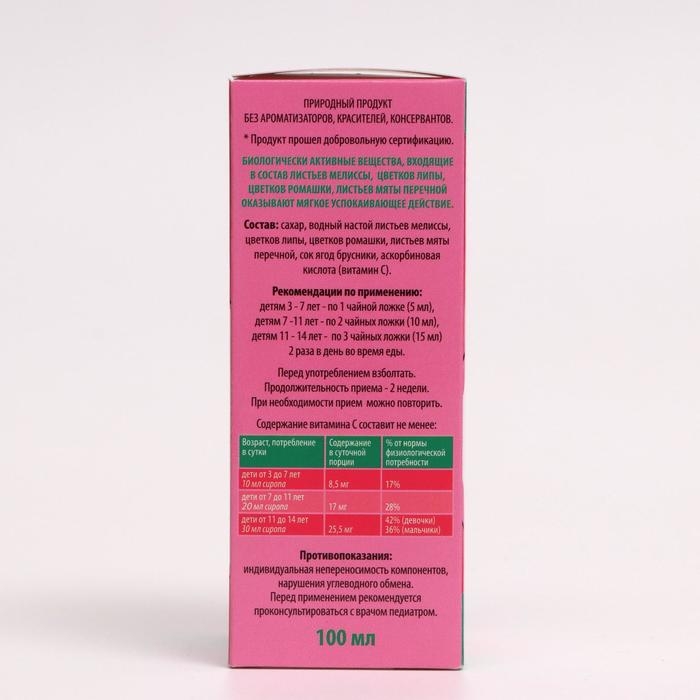 ПРИРОДНЫЙ ПРОДУКТ
БЕЗ АРОМАТИЗАТОРОВ, КРАСИТЕЛЕЙ, КОНСЕРВАНТОВ.
* Продукт прошел добровольную сертификацию.
БИОЛОГИЧЕСКИ АКТИВНЫЕ ВЕЩЕСТВА, ВХОДЯЩИЕ
В СОСТАВ ЛИСТЬЕВ МЕЛИССЫ, ЦВЕТКОВ ЛИПЫ,
ЦВЕТКОВ РОМАШКИ, ЛИСТЬЕВ МЯТЫ ПЕРЕЧНОЙ
ОКАЗЫВАЮТ МЯГКОЕ УСПОКАИВАЮЩЕЕ ДЕЙСТВИЕ.
Состав: сахар, водный настой листьев мелиссы,
цветков липы, цветков ромашки, листьев мяты
перечной, сок ягод брусники, аскорбиновая
кислота (витамин С).
Рекомендации по применению:
детям 3 - 7 лет - по 1 чайной ложке (5 мл),
детям 7 -11 лет - по 2 чайных ложки (10 мл),
детям 11 - 14 лет - по 3 чайных ложки (15 мл)
2 раза в день во время еды.
Перед употреблением взболтать.
Продолжительность приема - 2 недели.
При необходимости прием можно повторить.
Содержание витамина С составит не менее:
Возраст, потребление в сутки | Содержание в суточной порции | % от нормы физиологической потребности
дети от 3 до 7 лет
10 мл сиропа | 8,5 мг | 17%
дети от 7 до 11 лет
20 мл сиропа | 17 мг | 28%
дети от 11 до 14 лет
30 мл сиропа | 25,5 мг | 42% (девочки)
36% (мальчики)
Противопоказания:
индивидуальная непереносимость компонентов,
нарушения углеводного обмена.
Перед применением рекомендуется
проконсультироваться с врачом педиатром.
100 мл